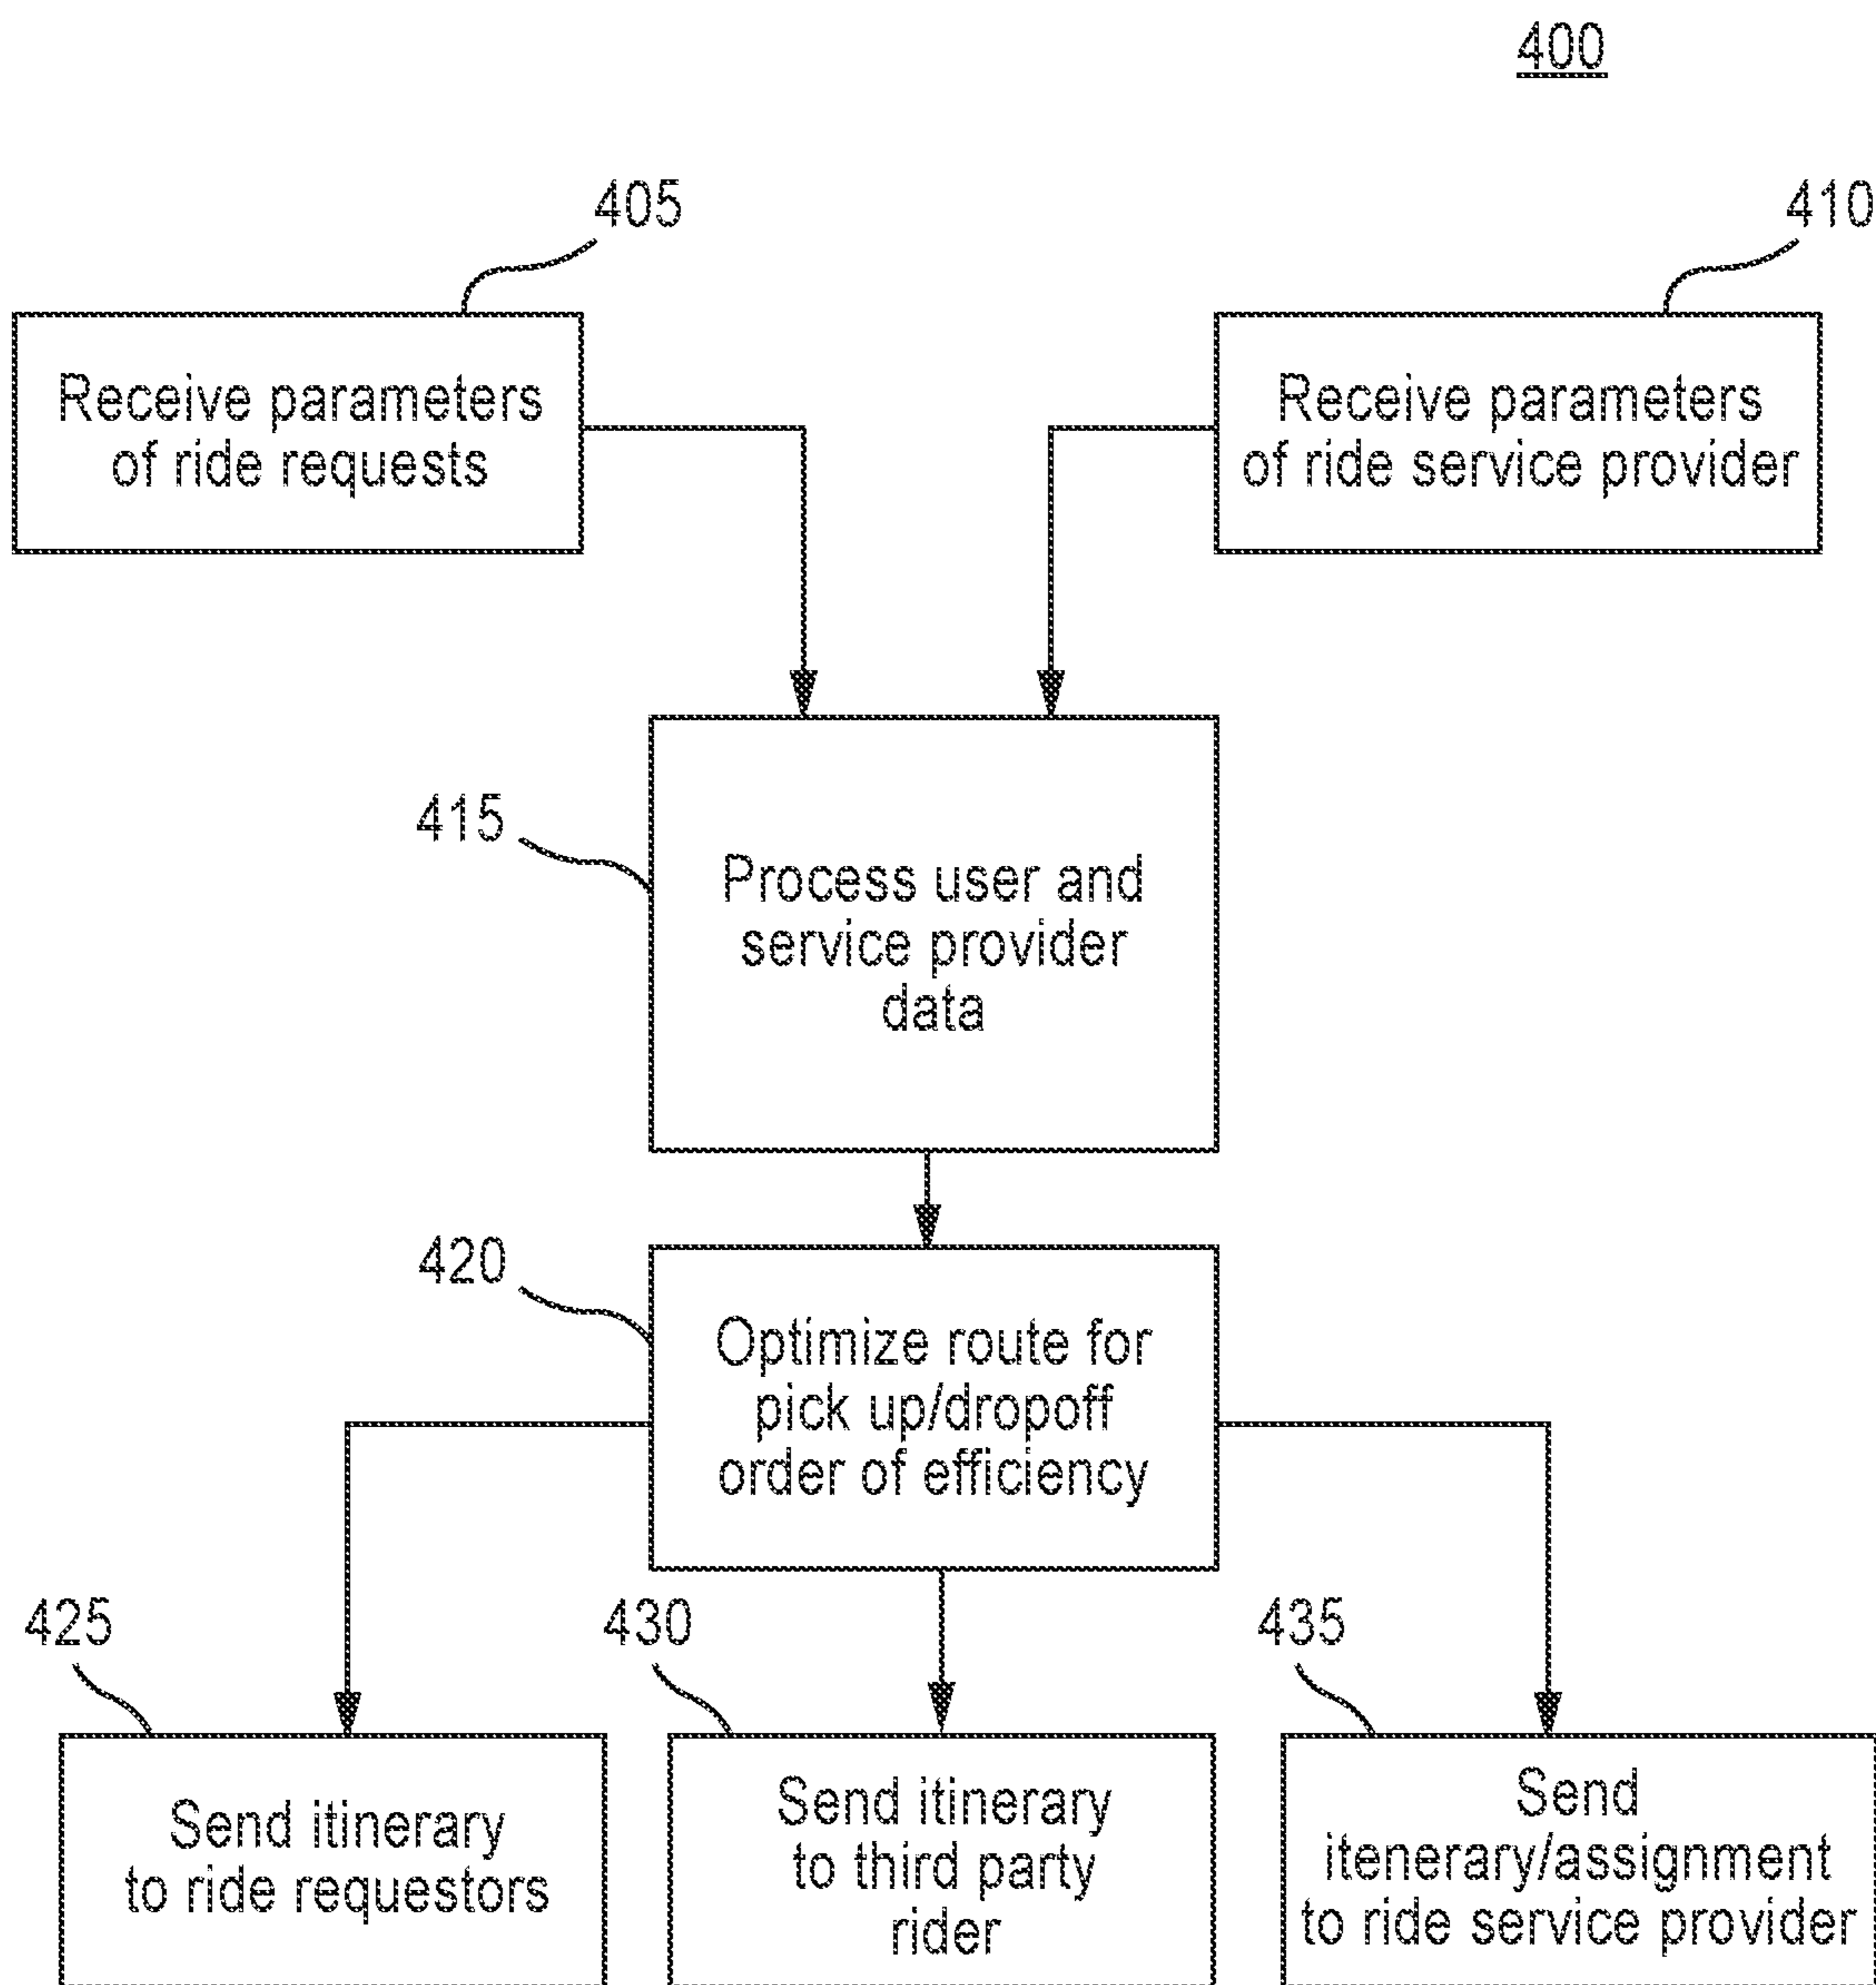 400
405
410
Receive parameters
of ride requests
Receive parameters
of ride service provider
415
Process user and
service provider
data
420
Optimize route for
pick up/dropoff
order of efficiency
425
430
435
Send itinerary
to ride requestors
Send itinerary
to third party
rider
Send
itenerary/assignment
to ride service provider